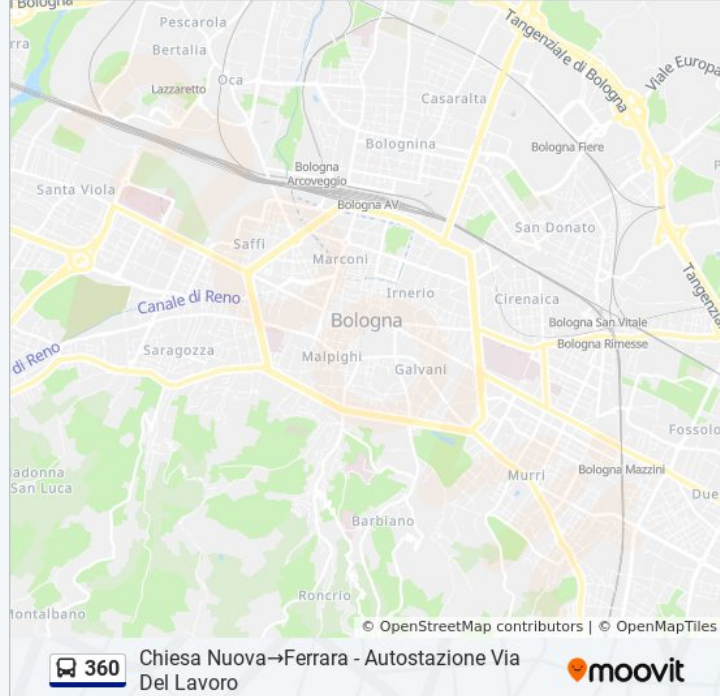 Bologna
Pescarola
Bertalia
Oca
Lazzaretto
Tangenziale di Bologna
Viale Europa
Casaralta
Bolognina
Bologna Fiere
Bologna
Arcoveggio
Santa Viola
Bologna AV
San Donato
Saffi
Marconi
Irnerio
Cirenaica
Canale di Reno
Bologna
Bologna San Vitale
Bologna Rimesse
di Reno
Saragozza
Malpighi
Galvani
Fossolo
Murri
Bologna Mazzini
San Luca
Due
Barbiano
Roncrio
© OpenStreetMap contributors | © OpenMapTiles
360
Chiesa Nuova→Ferrara - Autostazione Via
Del Lavoro
moovit